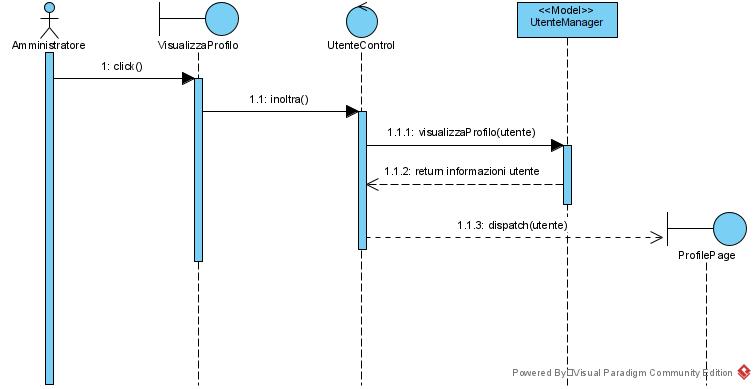 <<Model>>
UtenteManager
Amministratore
VisualizzaProfilo
UtenteControl
1: click()
1.1: inoltra()
1.1.1: visualizzaProfilo(utente)
1.1.2: return informazioni utente
1.1.3: dispatch(utente)
ProfilePage
Powered By Visual Paradigm Community Edition